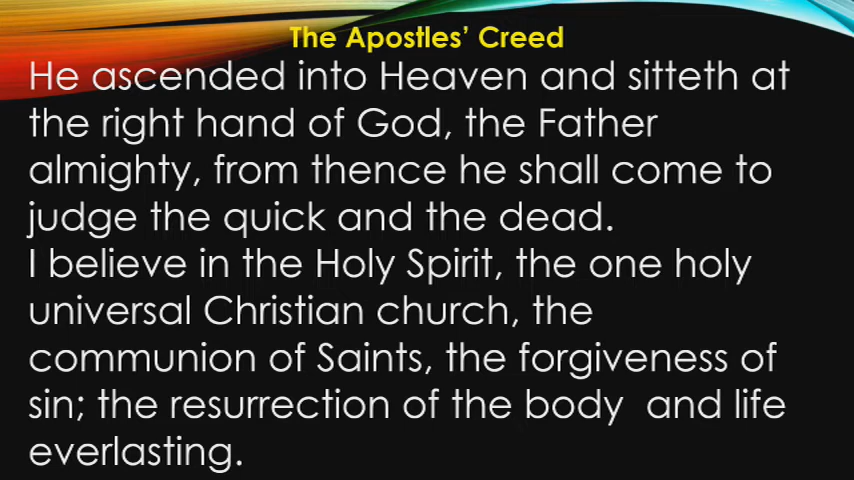 The Apostles’ Creed
He ascended into Heaven and sitteth at
the right hand of God, the Father
almighty, from thence he shall come to
judge the quick and the dead.
I believe in the Holy Spirit, the one holy
universal Christian church, the
communion of Saints, the forgiveness of
sin; the resurrection of the body  and life
everlasting.